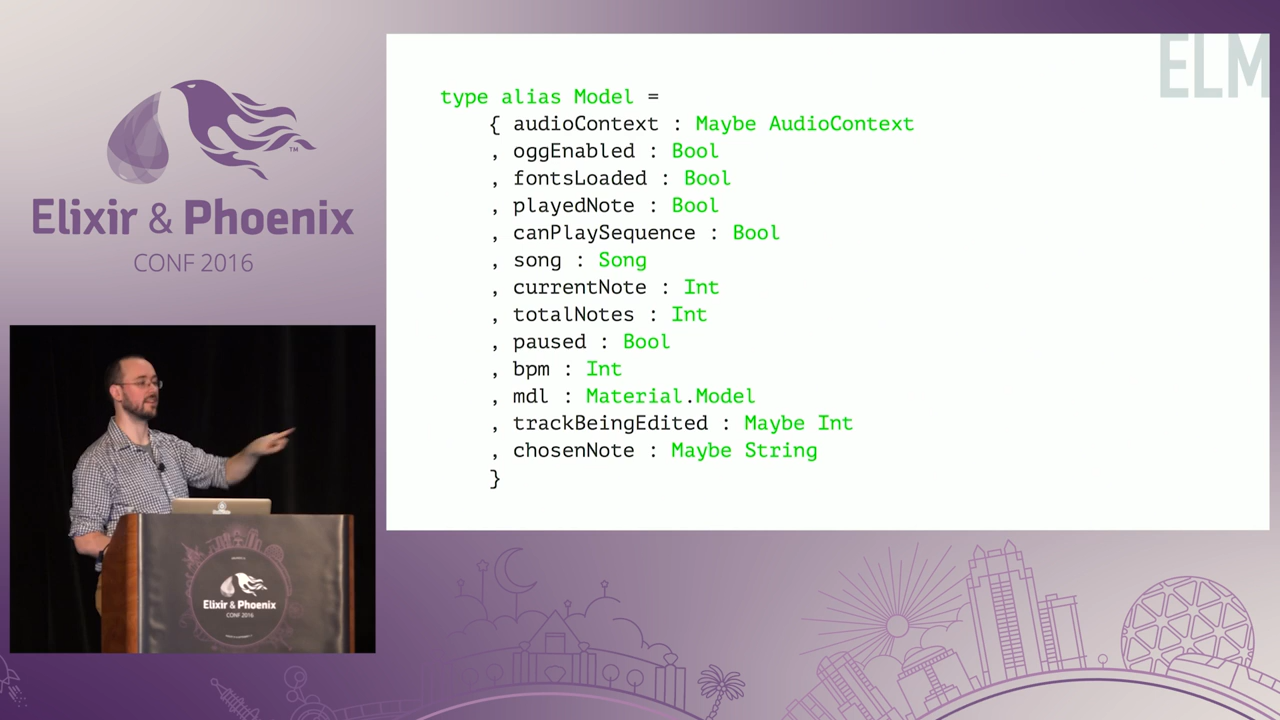 Elixir & Phoenix
CONF 2016
TM
ELM
type alias Model =
{ audioContext : Maybe AudioContext
, oggEnabled : Bool
, fontsLoaded : Bool
, playedNote : Bool
, canPlaySequence : Bool
, song : Song
, currentNote : Int
, totalNotes : Int
, paused : Bool
, bpm : Int
, mdl : Material.Model
, trackBeingEdited : Maybe Int
, chosenNote : Maybe String
}
Elixir & Phoenix
CONF 2016